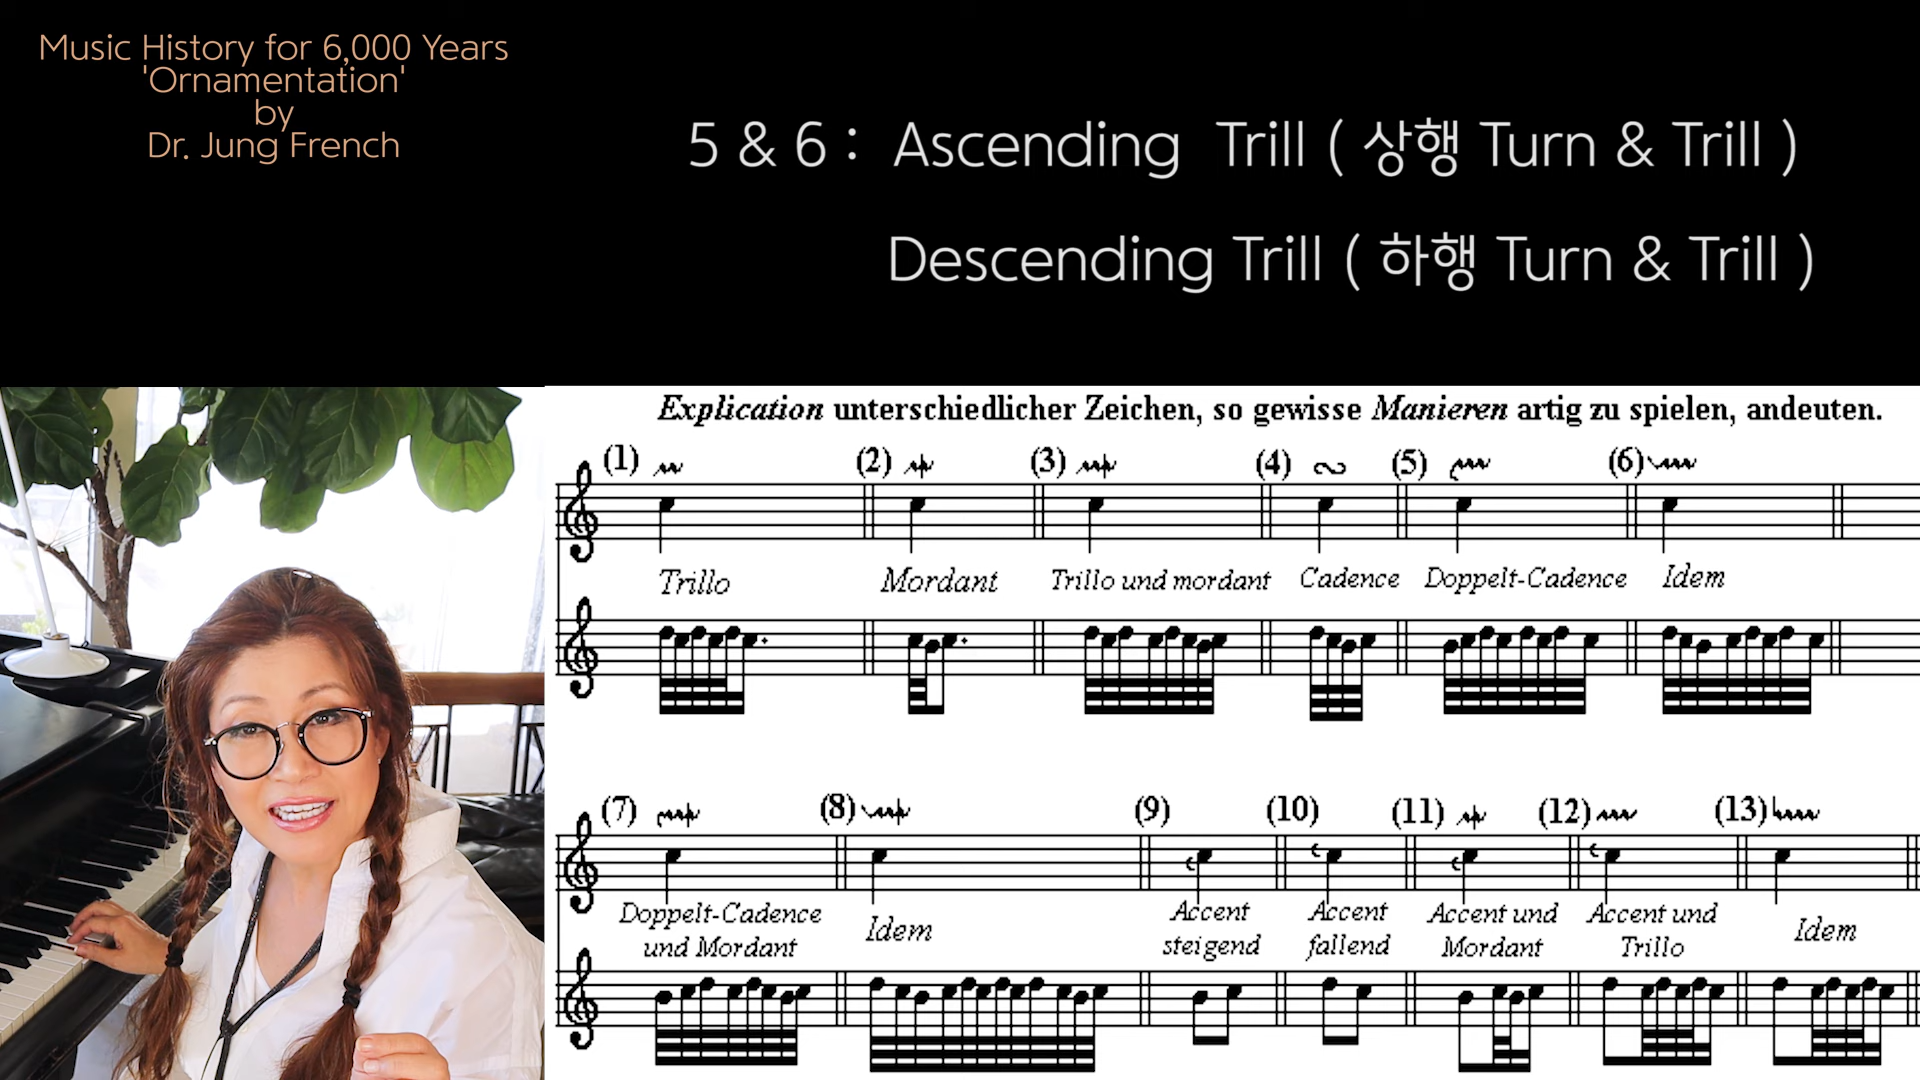 Music History for 6,000 Years
'Ornamentation'
by
Dr. Jung French
5 & 6 : Ascending Trill ( 상행 Turn & Trill )
Descending Trill ( 하행 Turn & Trill )
Explication unterschiedlicher Zeichen, so gewisse Manieren artig zu spielen, andeuten.
(1) (2) (3) (4) (5) (6)
Trillo Mordant Trillo und mordant Cadence Doppelt-Cadence Idem
(7) (8) (9) (10) (11) (12) (13)
Doppelt-Cadence
und Mordant
Idem
Accent
steigend
Accent
fallend
Accent und
Mordant
Accent und
Trillo
Idem